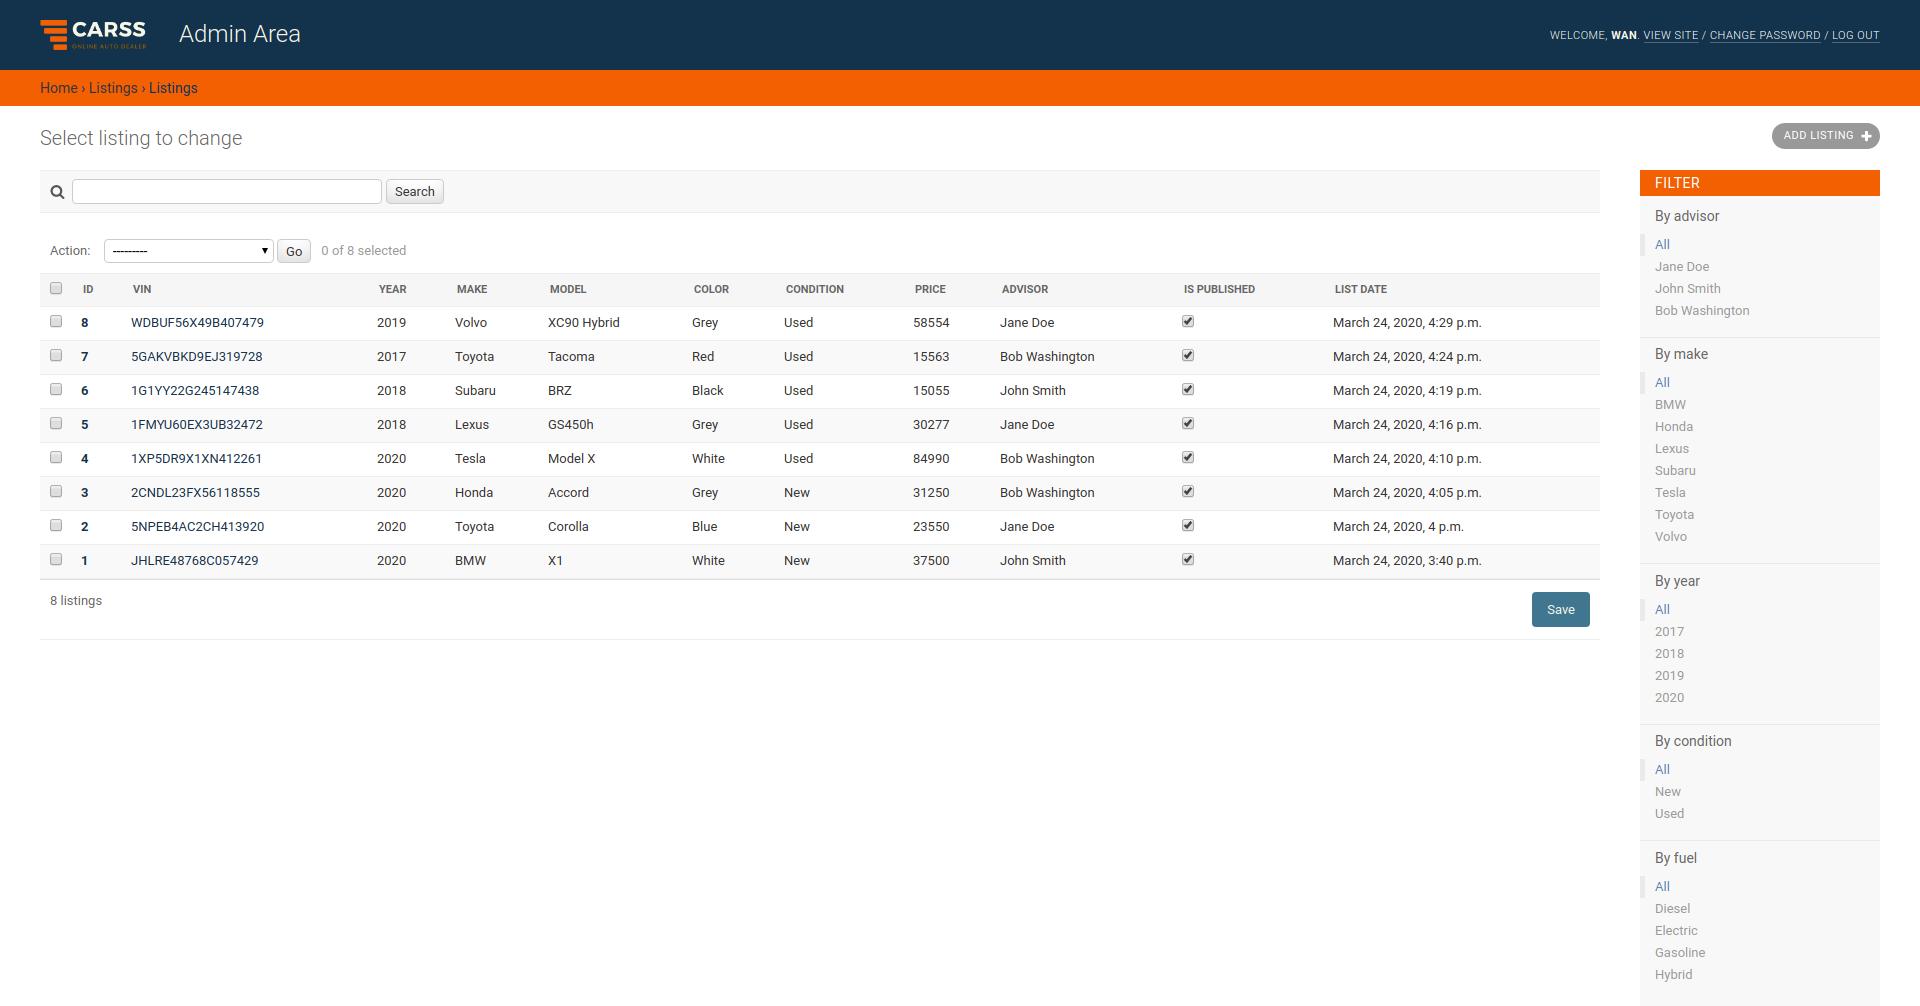 CARSS
ONLINE AUTO DEALER
Admin Area
WELCOME, WAN. VIEW SITE / CHANGE PASSWORD / LOG OUT
Home › Listings › Listings
Select listing to change
ADD LISTING
Search
Action: --------- Go 0 of 8 selected
ID VIN YEAR MAKE MODEL COLOR CONDITION PRICE ADVISOR IS PUBLISHED LIST DATE
8 WDBUF56X49B407479 2019 Volvo XC90 Hybrid Grey Used 58554 Jane Doe March 24, 2020, 4:29 p.m.
7 5GAKVBKD9EJ319728 2017 Toyota Tacoma Red Used 15563 Bob Washington March 24, 2020, 4:24 p.m.
6 1G1YY22G245147438 2018 Subaru BRZ Black Used 15055 John Smith March 24, 2020, 4:19 p.m.
5 1FMYU60EX3UB32472 2018 Lexus GS450h Grey Used 30277 Jane Doe March 24, 2020, 4:16 p.m.
4 1XP5DR9X1XN412261 2020 Tesla Model X White Used 84990 Bob Washington March 24, 2020, 4:10 p.m.
3 2CNDL23FX56118555 2020 Honda Accord Grey New 31250 Bob Washington March 24, 2020, 4:05 p.m.
2 5NPEB4AC2CH413920 2020 Toyota Corolla Blue New 23550 Jane Doe March 24, 2020, 4 p.m.
1 JHLRE48768C057429 2020 BMW X1 White New 37500 John Smith March 24, 2020, 3:40 p.m.
8 listings
Save
FILTER
By advisor
All
Jane Doe
John Smith
Bob Washington
By make
All
BMW
Honda
Lexus
Subaru
Tesla
Toyota
Volvo
By year
All
2017
2018
2019
2020
By condition
All
New
Used
By fuel
All
Diesel
Electric
Gasoline
Hybrid